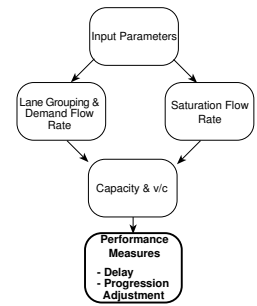 Input Parameters
Lane Grouping &
Demand Flow
Rate
Saturation Flow
Rate
Capacity & v/c
Performance
Measures
- Delay
- Progression
Adjustment